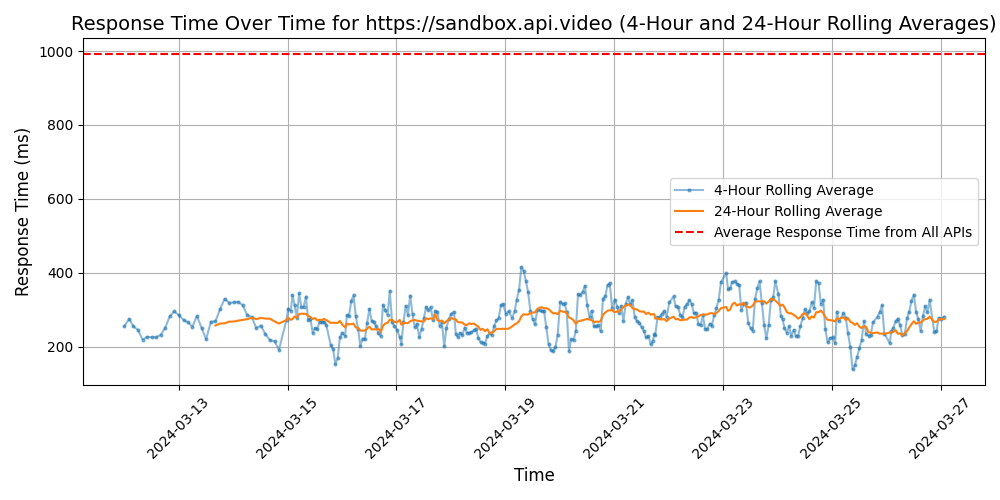 Response Time Over Time for https://sandbox.api.video (4-Hour and 24-Hour Rolling Averages)
Response Time (ms)
1000
800
600
400
200
4-Hour Rolling Average
24-Hour Rolling Average
Average Response Time from All APIs
2024-03-13
2024-03-15
2024-03-17
2024-03-19
2024-03-21
2024-03-23
2024-03-25
2024-03-27
Time